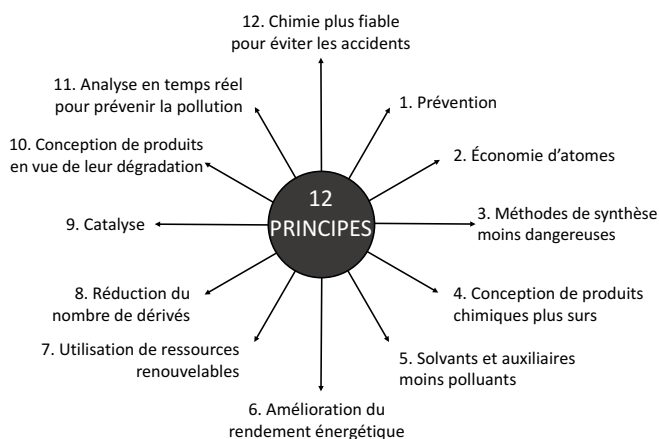 12. Chimie plus fiable
pour éviter les accidents
11. Analyse en temps réel
pour prévenir la pollution
1. Prévention
10. Conception de produits
en vue de leur dégradation
2. Économie d’atomes
12
PRINCIPES
9. Catalyse
3. Méthodes de synthèse
moins dangereuses
8. Réduction du
nombre de dérivés
4. Conception de produits
chimiques plus surs
7. Utilisation de ressources
renouvelables
5. Solvants et auxiliaires
moins polluants
6. Amélioration du
rendement énergétique